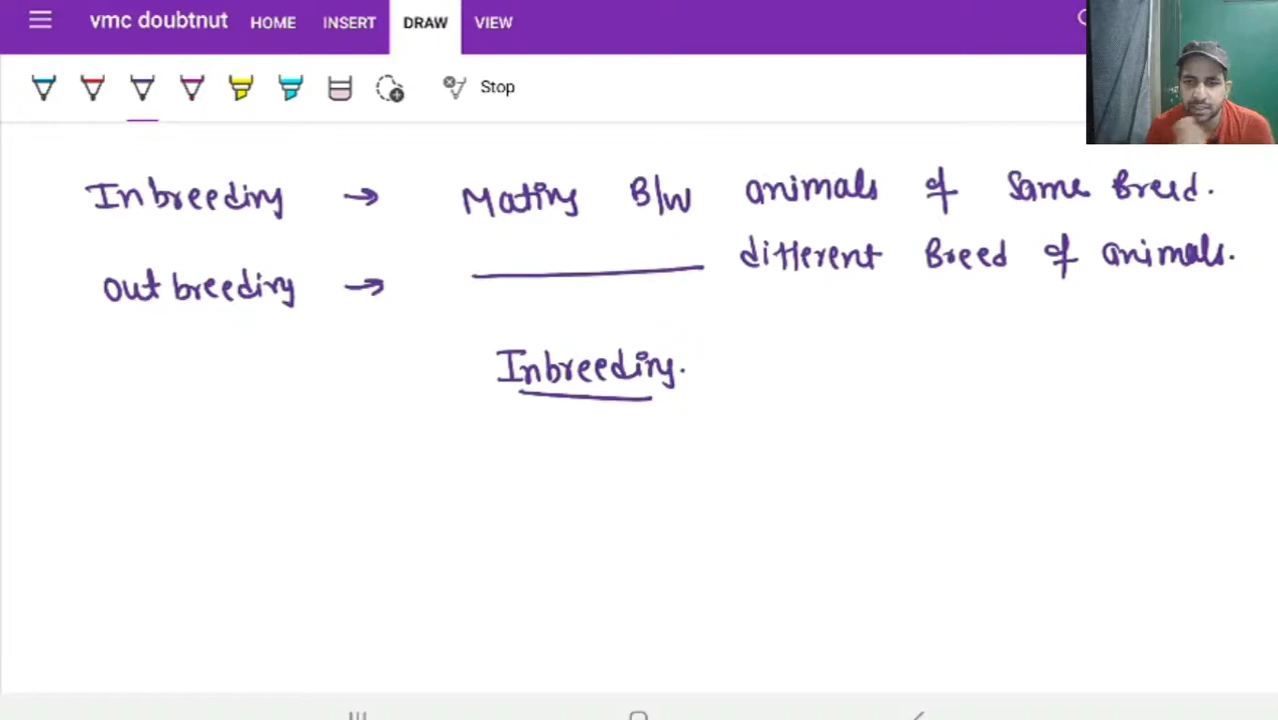 vmc doubtnut HOME INSERT DRAW VIEW
Stop
Inbreeding → Mating B/w animals of same Breed.
out breeding → ______ different Breed of animals.
Inbreeding.